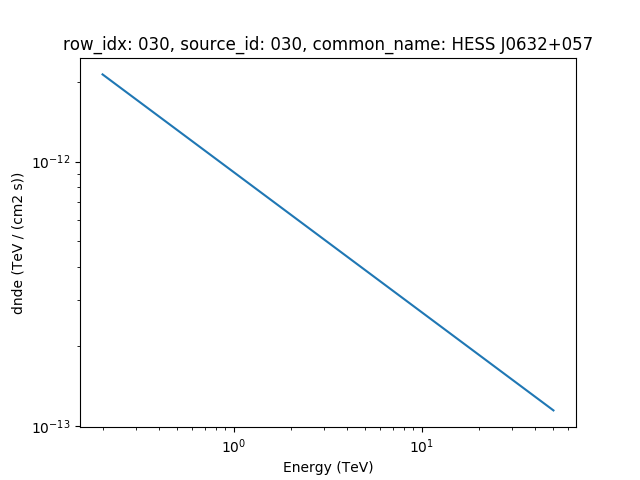 row_idx: 030, source_id: 030, common_name: HESS J0632+057
dnde (TeV / (cm2 s))
10⁻¹²
10⁻¹³
10⁰ 10¹
Energy (TeV)